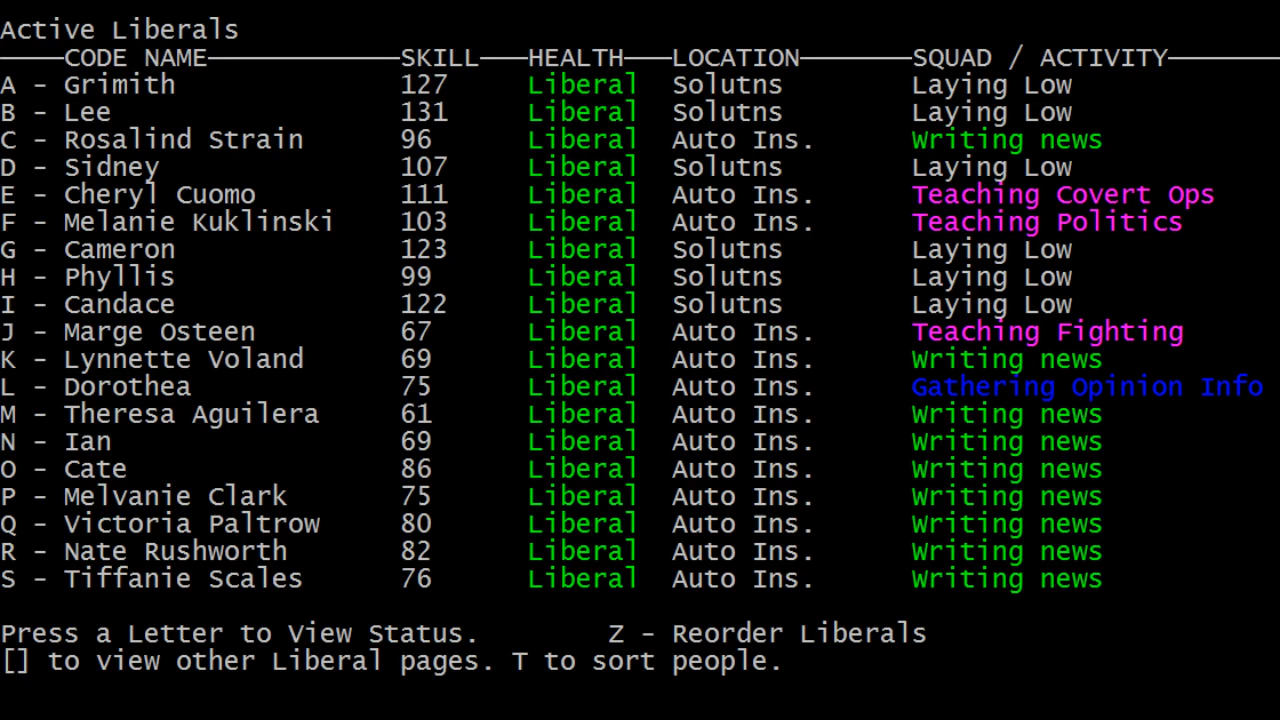 Active Liberals
CODE NAME SKILL HEALTH LOCATION SQUAD / ACTIVITY
A - Grimith 127 Liberal Solutns Laying Low
B - Lee 131 Liberal Solutns Laying Low
C - Rosalind Strain 96 Liberal Auto Ins. Writing news
D - Sidney 107 Liberal Solutns Laying Low
E - Cheryl Cuomo 111 Liberal Auto Ins. Teaching Covert Ops
F - Melanie Kuklinski 103 Liberal Auto Ins. Teaching Politics
G - Cameron 123 Liberal Solutns Laying Low
H - Phyllis 99 Liberal Solutns Laying Low
I - Candace 122 Liberal Solutns Laying Low
J - Marge Osteen 67 Liberal Auto Ins. Teaching Fighting
K - Lynnette Voland 69 Liberal Auto Ins. Writing news
L - Dorothea 75 Liberal Auto Ins. Gathering Opinion Info
M - Theresa Aguilera 61 Liberal Auto Ins. Writing news
N - Ian 69 Liberal Auto Ins. Writing news
O - Cate 86 Liberal Auto Ins. Writing news
P - Melvanie Clark 75 Liberal Auto Ins. Writing news
Q - Victoria Paltrow 80 Liberal Auto Ins. Writing news
R - Nate Rushworth 82 Liberal Auto Ins. Writing news
S - Tiffanie Scales 76 Liberal Auto Ins. Writing news
Press a Letter to View Status. Z - Reorder Liberals
[] to view other Liberal pages. T to sort people.